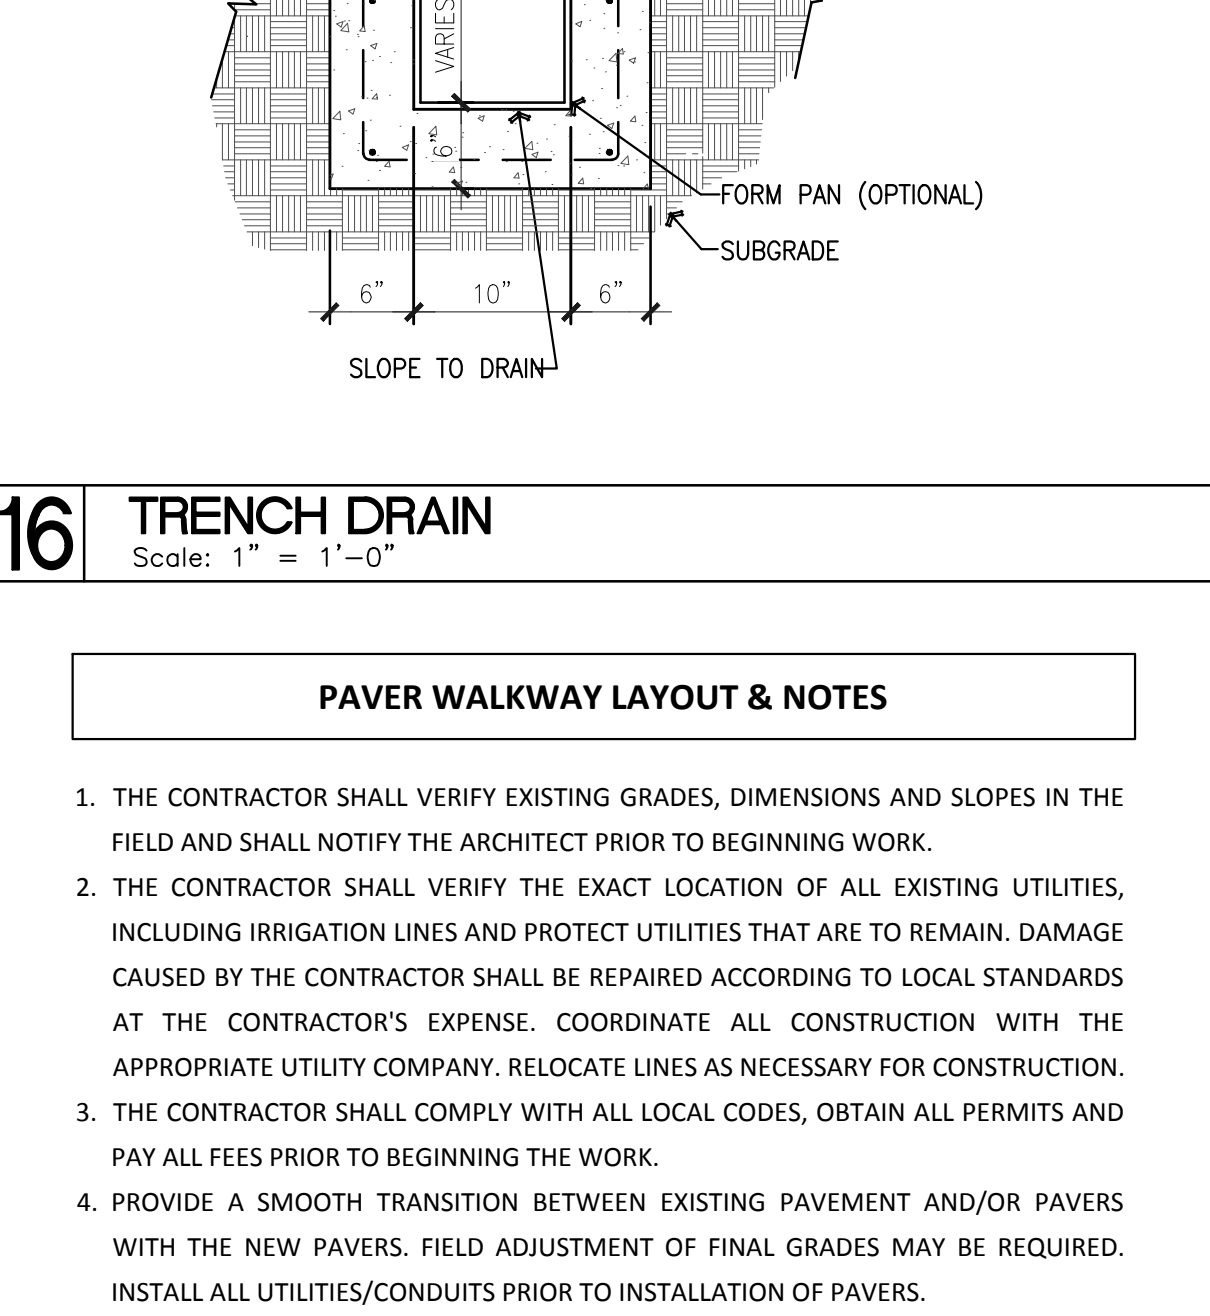 VARIES
6"
FORM PAN (OPTIONAL)
SUBGRADE
6" 10" 6"
SLOPE TO DRAIN
16 TRENCH DRAIN
Scale: 1" = 1'-0"
PAVER WALKWAY LAYOUT & NOTES
1. THE CONTRACTOR SHALL VERIFY EXISTING GRADES, DIMENSIONS AND SLOPES IN THE
FIELD AND SHALL NOTIFY THE ARCHITECT PRIOR TO BEGINNING WORK.
2. THE CONTRACTOR SHALL VERIFY THE EXACT LOCATION OF ALL EXISTING UTILITIES,
INCLUDING IRRIGATION LINES AND PROTECT UTILITIES THAT ARE TO REMAIN. DAMAGE
CAUSED BY THE CONTRACTOR SHALL BE REPAIRED ACCORDING TO LOCAL STANDARDS
AT THE CONTRACTOR'S EXPENSE. COORDINATE ALL CONSTRUCTION WITH THE
APPROPRIATE UTILITY COMPANY. RELOCATE LINES AS NECESSARY FOR CONSTRUCTION.
3. THE CONTRACTOR SHALL COMPLY WITH ALL LOCAL CODES, OBTAIN ALL PERMITS AND
PAY ALL FEES PRIOR TO BEGINNING THE WORK.
4. PROVIDE A SMOOTH TRANSITION BETWEEN EXISTING PAVEMENT AND/OR PAVERS
WITH THE NEW PAVERS. FIELD ADJUSTMENT OF FINAL GRADES MAY BE REQUIRED.
INSTALL ALL UTILITIES/CONDUITS PRIOR TO INSTALLATION OF PAVERS.